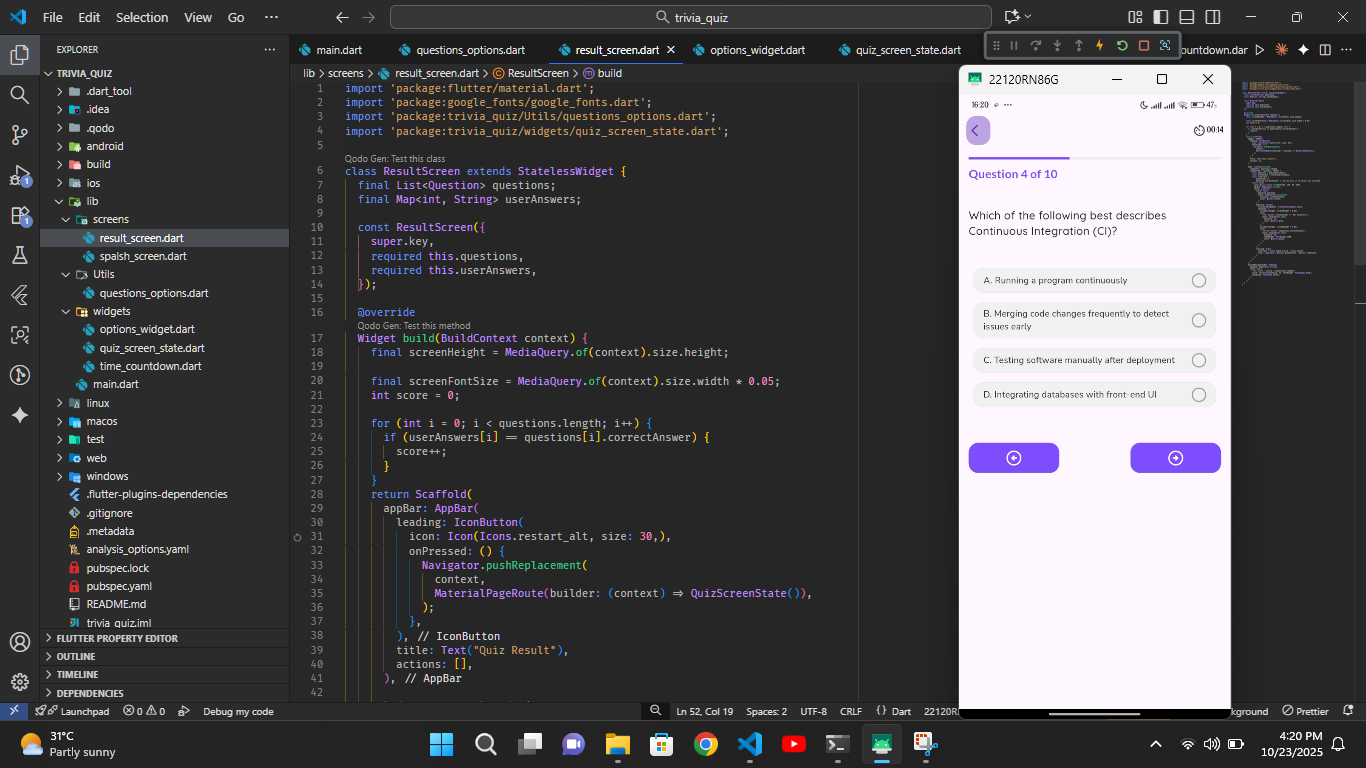 File Edit Selection View Go ···
trivia_quiz
EXPLORER ···
TRIVIA_QUIZ
.dart_tool
.idea
.qodo
android
build
ios
lib
screens
result_screen.dart
spalsh_screen.dart
Utils
questions_options.dart
widgets
options_widget.dart
quiz_screen_state.dart
time_countdown.dart
main.dart
linux
macos
test
web
windows
.flutter-plugins-dependencies
.gitignore
.metadata
analysis_options.yaml
pubspec.lock
pubspec.yaml
README.md
trivia_quiz.iml
FLUTTER PROPERTY EDITOR
OUTLINE
TIMELINE
DEPENDENCIES
main.dart questions_options.dart result_screen.dart options_widget.dart quiz_screen_state.dart ountdown.dar
lib > screens > result_screen.dart > ResultScreen > build
1 import 'package:flutter/material.dart';
2 import 'package:google_fonts/google_fonts.dart';
3 import 'package:trivia_quiz/Utils/questions_options.dart';
4 import 'package:trivia_quiz/widgets/quiz_screen_state.dart';
5
Qodo Gen: Test this class
6 class ResultScreen extends StatelessWidget {
7 final List<Question> questions;
8 final Map<int, String> userAnswers;
9
10 const ResultScreen({
11 super.key,
12 required this.questions,
13 required this.userAnswers,
14 });
15
16 @override
Qodo Gen: Test this method
17 Widget build(BuildContext context) {
18 final screenHeight = MediaQuery.of(context).size.height;
19
20 final screenFontSize = MediaQuery.of(context).size.width * 0.05;
21 int score = 0;
22
23 for (int i = 0; i < questions.length; i++) {
24 if (userAnswers[i] == questions[i].correctAnswer) {
25 score++;
26 }
27 }
28 return Scaffold(
29 appBar: AppBar(
30 leading: IconButton(
31 icon: Icon(Icons.restart_alt, size: 30,),
32 onPressed: () {
33 Navigator.pushReplacement(
34 context,
35 MaterialPageRoute(builder: (context) => QuizScreenState()),
36 );
37 },
38 ), // IconButton
39 title: Text("Quiz Result"),
40 actions: [],
41 ), // AppBar
42
22120RN86G
16:20 47%
00:14
Question 4 of 10
Which of the following best describes
Continuous Integration (CI)?
A. Running a program continuously
B. Merging code changes frequently to detect
issues early
C. Testing software manually after deployment
D. Integrating databases with front-end UI
Launchpad 0 0 Debug my code Ln 52, Col 19 Spaces: 2 UTF-8 CRLF {} Dart 22120R kground Prettier
1
1
31°C
Partly sunny
4:20 PM
10/23/2025